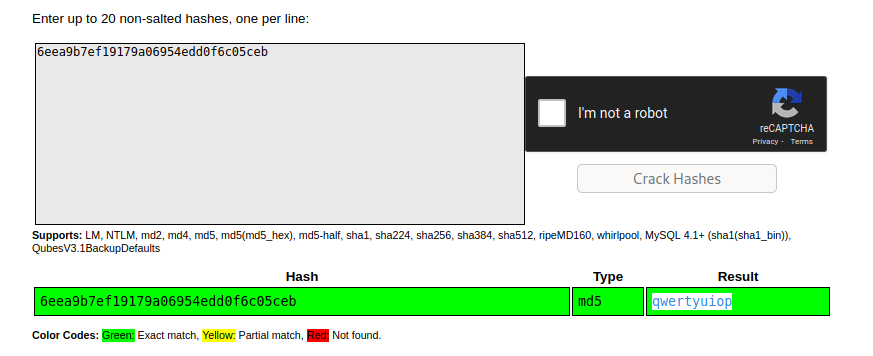 Enter up to 20 non-salted hashes, one per line:
6eea9b7ef19179a06954edd0f6c05ceb
I'm not a robot
reCAPTCHA
Privacy - Terms
Crack Hashes
Supports: LM, NTLM, md2, md4, md5, md5(md5_hex), md5-half, sha1, sha224, sha256, sha384, sha512, ripeMD160, whirlpool, MySQL 4.1+ (sha1(sha1_bin)),
QubesV3.1BackupDefaults
Hash Type Result
6eea9b7ef19179a06954edd0f6c05ceb md5 qwertyuiop
Color Codes: Green: Exact match, Yellow: Partial match, Red: Not found.